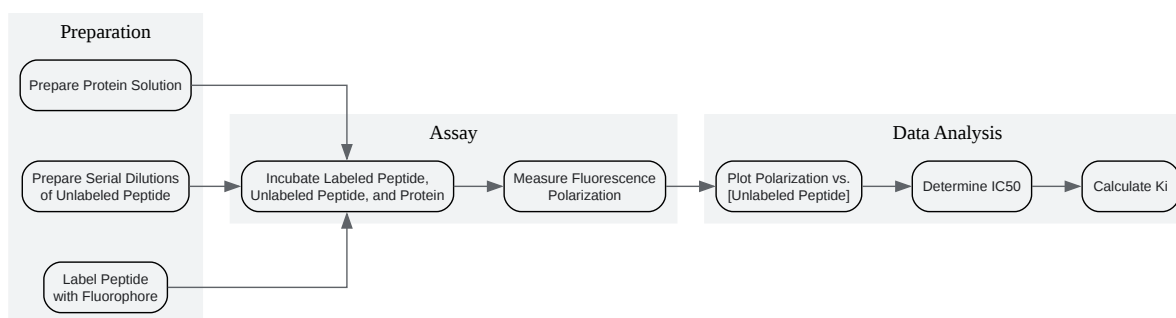 Preparation
Prepare Protein Solution
Prepare Serial Dilutions
of Unlabeled Peptide
Label Peptide
with Fluorophore
Assay
Incubate Labeled Peptide,
Unlabeled Peptide, and Protein
Measure Fluorescence
Polarization
Data Analysis
Plot Polarization vs.
[Unlabeled Peptide]
Determine IC50
Calculate Ki